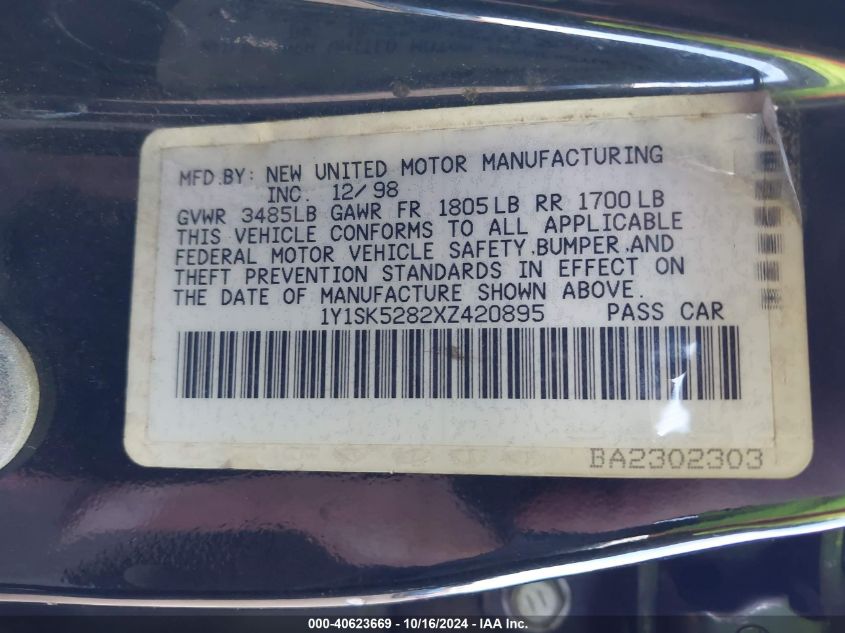 MFD.BY: NEW UNITED MOTOR MANUFACTURING
INC. 12/98
GVWR 3485LB GAWR FR 1805LB RR 1700LB
THIS VEHICLE CONFORMS TO ALL APPLICABLE
FEDERAL MOTOR VEHICLE SAFETY,BUMPER,AND
THEFT PREVENTION STANDARDS IN EFFECT ON
THE DATE OF MANUFACTURE SHOWN ABOVE.
1Y1SK5282XZ420895 PASS CAR
BA2302303
000-40623669 - 10/16/2024 - IAA Inc.